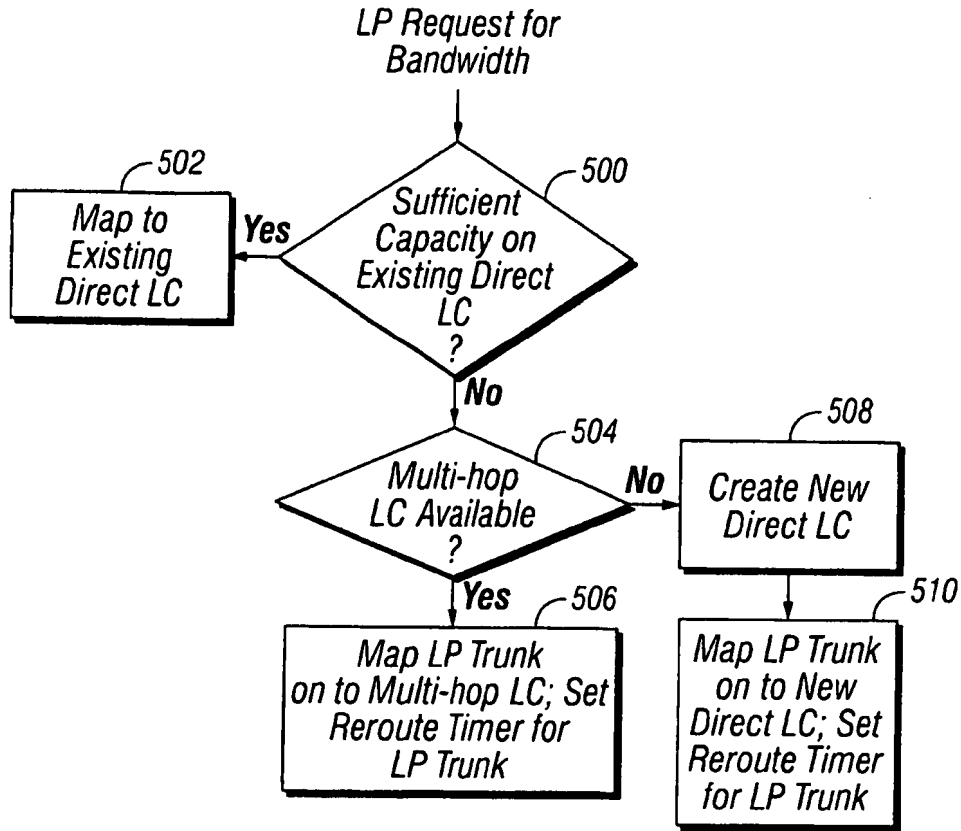 LP Request for
Bandwidth
500
Sufficient
Capacity on
Existing Direct
LC
?
Yes
502
Map to
Existing
Direct LC
No
504
Multi-hop
LC Available
?
No
508
Create New
Direct LC
Yes
506
Map LP Trunk
on to Multi-hop LC; Set
Reroute Timer for
LP Trunk
510
Map LP Trunk
on to New
Direct LC; Set
Reroute Timer
for LP Trunk